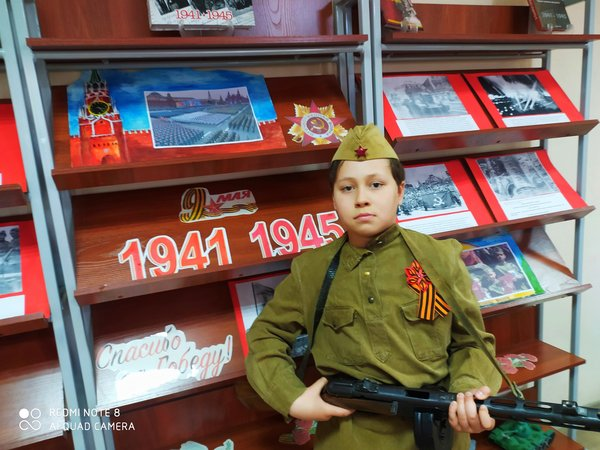 1941-1945
9 МАЯ
1941 1945
Спасибо
за Победу!
REDMI NOTE 8
AI QUAD CAMERA